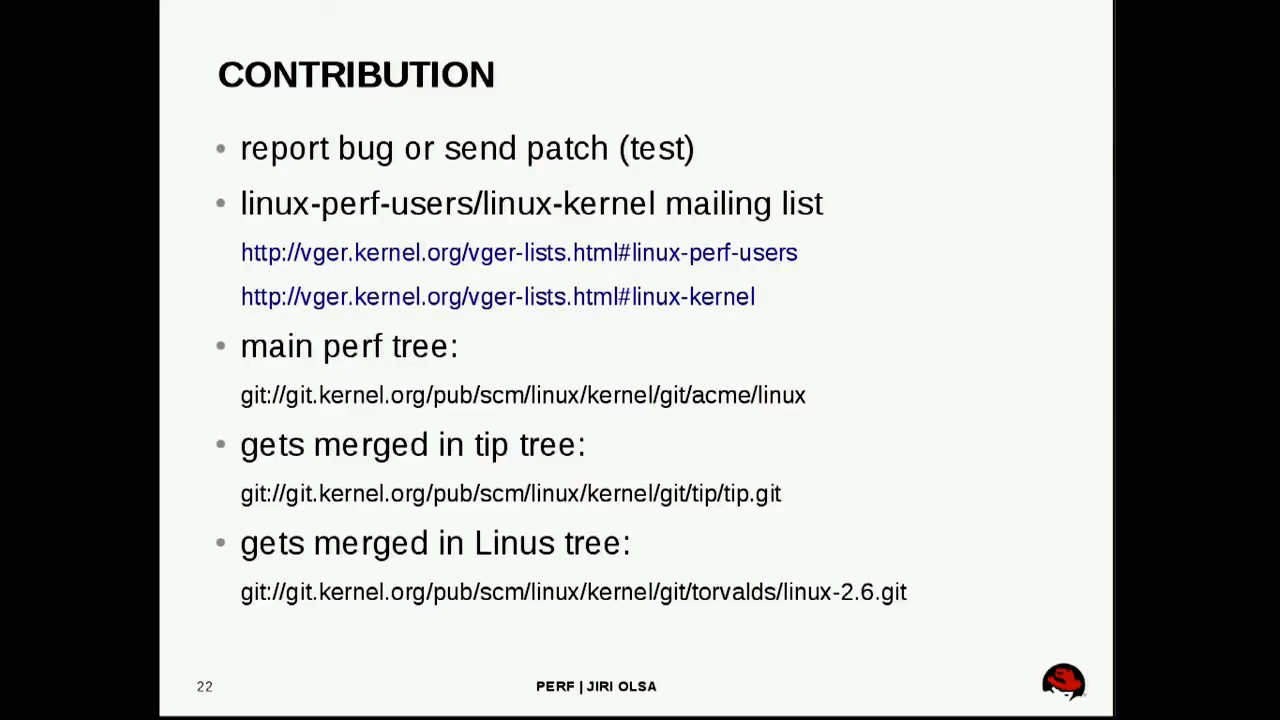 CONTRIBUTION
• report bug or send patch (test)
• linux-perf-users/linux-kernel mailing list
http://vger.kernel.org/vger-lists.html#linux-perf-users
http://vger.kernel.org/vger-lists.html#linux-kernel
• main perf tree:
git://git.kernel.org/pub/scm/linux/kernel/git/acme/linux
• gets merged in tip tree:
git://git.kernel.org/pub/scm/linux/kernel/git/tip/tip.git
• gets merged in Linus tree:
git://git.kernel.org/pub/scm/linux/kernel/git/torvalds/linux-2.6.git
22 PERF | JIRI OLSA